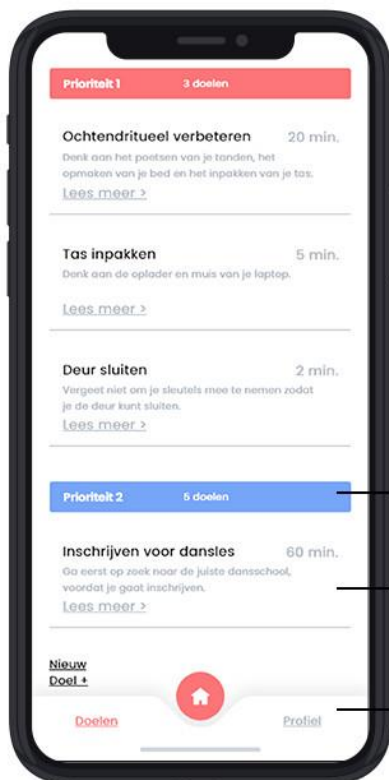 Prioriteit 1 3 doelen
Ochtendritueel verbeteren 20 min.
Denk aan het poetsen van je tanden, het
opmaken van je bed en het inpakken van je tas.
Lees meer >
Tas inpakken 5 min.
Denk aan de oplader en muis van je laptop.
Lees meer >
Deur sluiten 2 min.
Vergeet niet om je sleutels mee te nemen zodat
je de deur kunt sluiten.
Lees meer >
Prioriteit 2 5 doelen
Inschrijven voor dansles 60 min.
Ga eerst op zoek naar de juiste dansschool,
voordat je gaat inschrijven.
Lees meer >
Nieuw
Doel +
Doelen Profiel